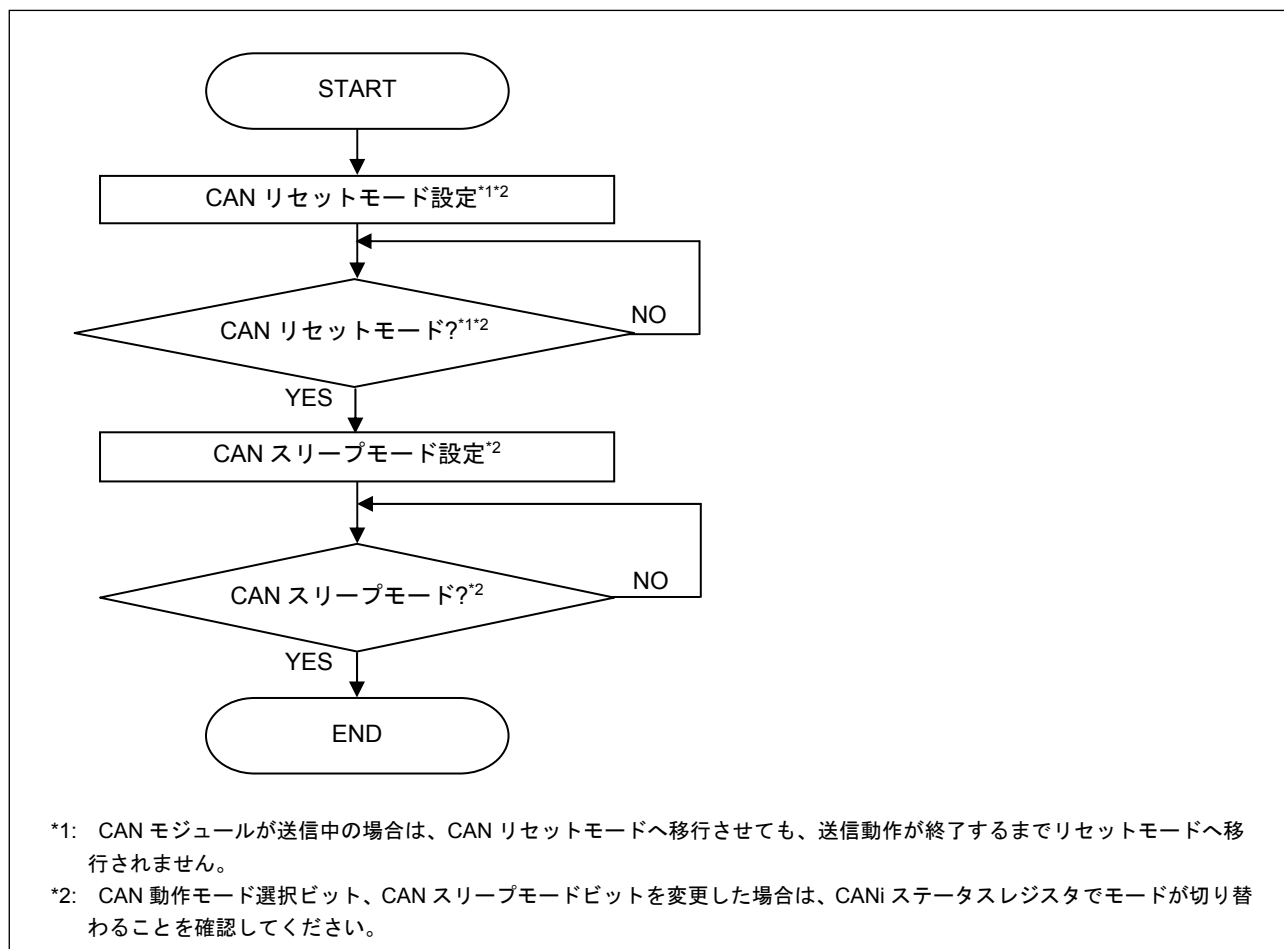 START
CAN リセットモード設定*1*2
CAN リセットモード?*1*2
NO
YES
CAN スリープモード設定*2
CAN スリープモード?*2
NO
YES
END
*1: CAN モジュールが送信中の場合は、CAN リセットモードへ移行させても、送信動作が終了するまでリセットモードへ移
行されません。
*2: CAN 動作モード選択ビット、CAN スリープモードビットを変更した場合は、CANi ステータスレジスタでモードが切り替
わることを確認してください。